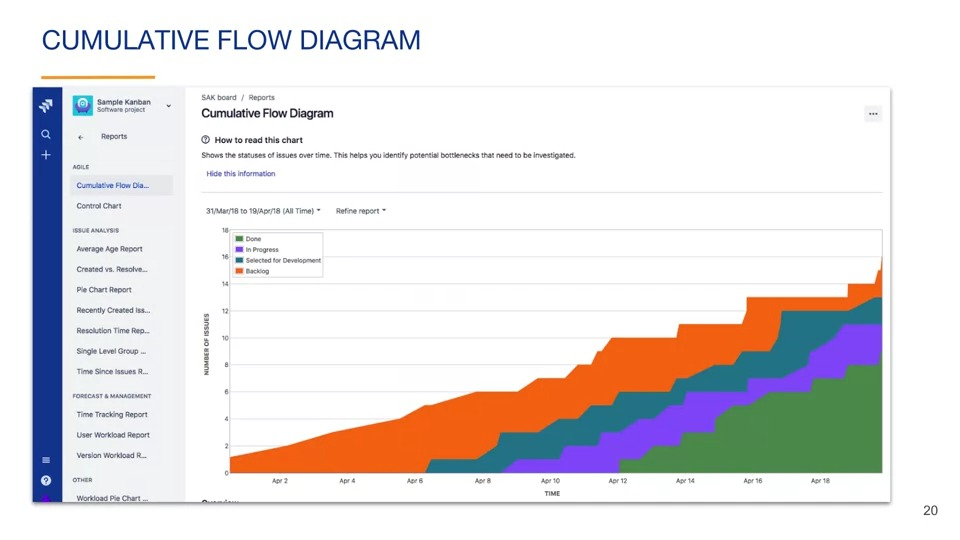 CUMULATIVE FLOW DIAGRAM
Sample Kanban
Software project
Reports
AGILE
Cumulative Flow Dia...
Control Chart
ISSUE ANALYSIS
Average Age Report
Created vs. Resolve...
Pie Chart Report
Recently Created Iss...
Resolution Time Rep...
Single Level Group ...
Time Since Issues R...
FORECAST & MANAGEMENT
Time Tracking Report
User Workload Report
Version Workload R...
OTHER
Workload Pie Chart ...
SAK board / Reports
Cumulative Flow Diagram
How to read this chart
Shows the statuses of issues over time. This helps you identify potential bottlenecks that need to be investigated.
Hide this information
31/Mar/18 to 19/Apr/18 (All Time) Refine report
Done
In Progress
Selected for Development
Backlog
NUMBER OF ISSUES
18
16
14
12
10
8
6
4
2
0
Apr 2 Apr 4 Apr 6 Apr 8 Apr 10 Apr 12 Apr 14 Apr 16 Apr 18
TIME
20